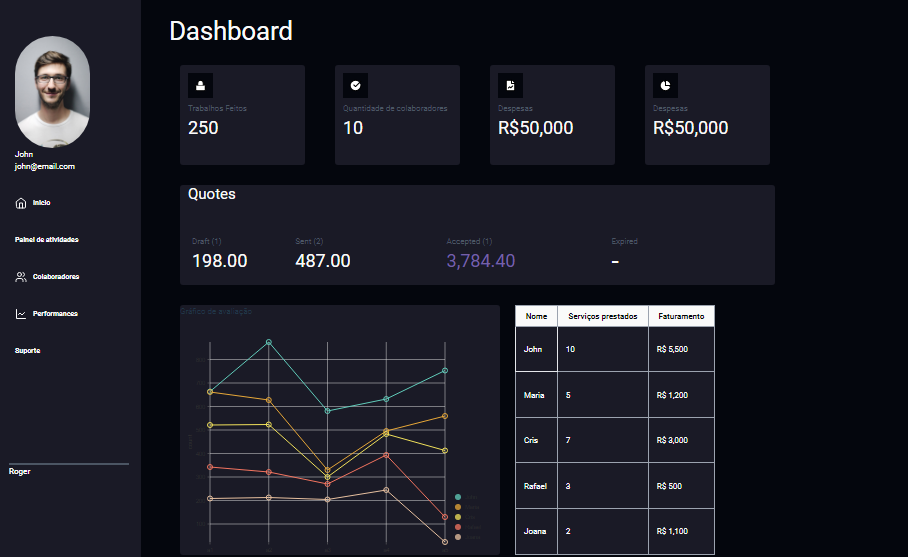 Dashboard
John
john@email.com
Início
Painel de atividades
Colaboradores
Performances
Suporte
Roger
Trabalhos Feitos
250
Quantidade de colaboradores
10
Despesas
R$50,000
Despesas
R$50,000
Quotes
Draft (1)
198.00
Sent (2)
487.00
Accepted (1)
3,784.40
Expired
-
Gráfico de avaliação
Nome Serviços prestados Faturamento
John 10 R$ 5,500
Maria 5 R$ 1,200
Cris 7 R$ 3,000
Rafael 3 R$ 500
Joana 2 R$ 1,100